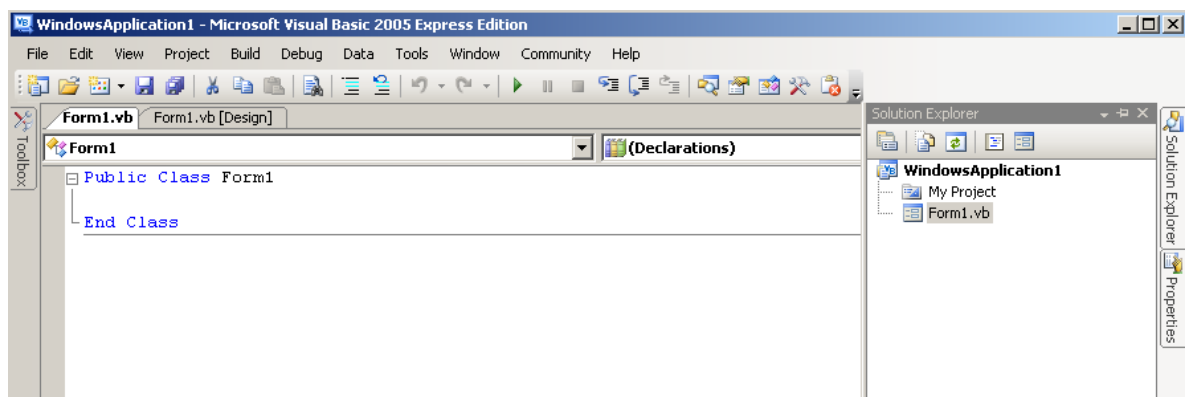 WindowsApplication1 - Microsoft Visual Basic 2005 Express Edition
File Edit View Project Build Debug Data Tools Window Community Help
Toolbox
Form1.vb Form1.vb [Design]
Form1 (Declarations)
Public Class Form1
End Class
Solution Explorer
WindowsApplication1
My Project
Form1.vb
Solution Explorer
Properties